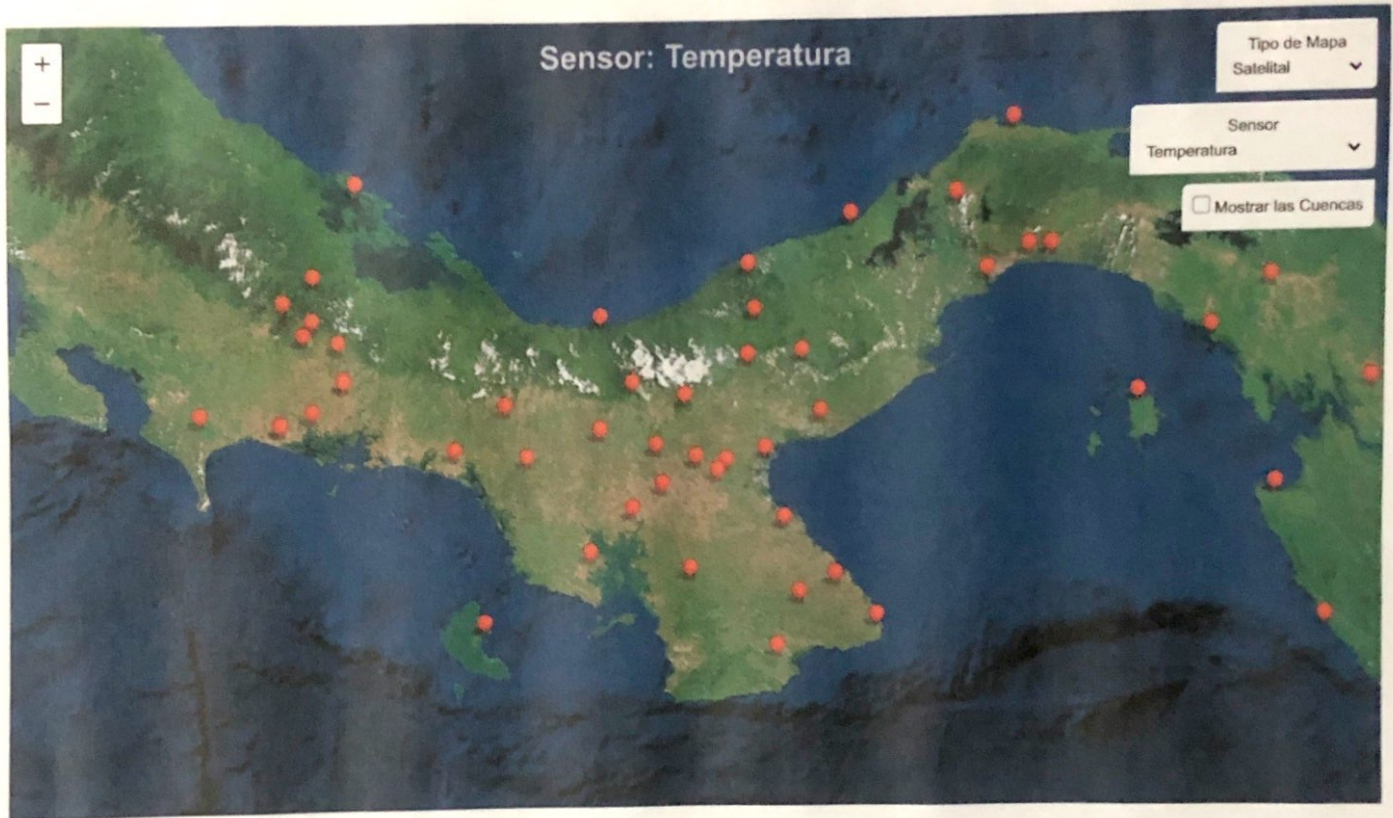 +
−
Sensor: Temperatura
Tipo de Mapa
Satelital
Sensor
Temperatura
Mostrar las Cuencas